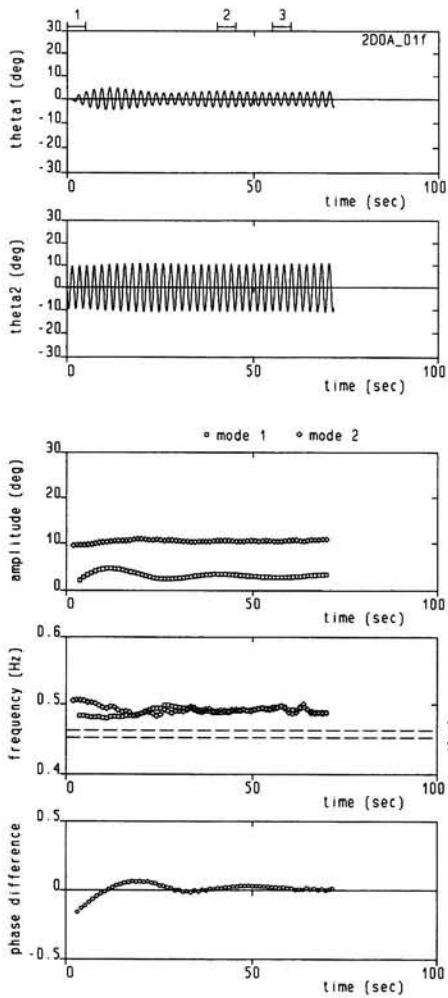 1 2 3
30
20
10
0
-10
-20
-30
theta1 (deg)
2D0A_01f
0 50 100
time (sec)
30
20
10
0
-10
-20
-30
theta2 (deg)
0 50 100
time (sec)
mode 1 mode 2
30
20
10
0
amplitude (deg)
0 50 100
time (sec)
0.6
0.5
0.4
frequency (Hz)
0 50 100
time (sec)
0.5
0
-0.5
phase difference
0 50 100
time (sec)